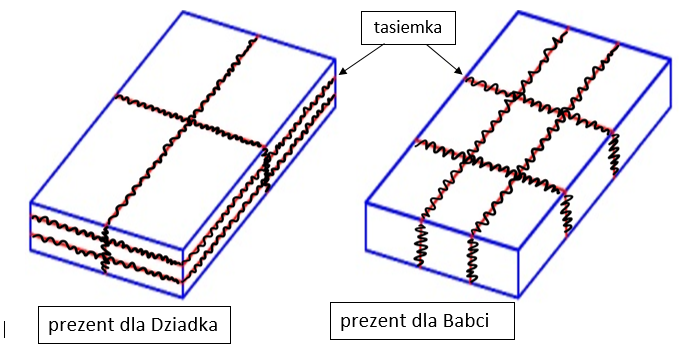 tasiemka
prezent dla Dziadka
prezent dla Babci